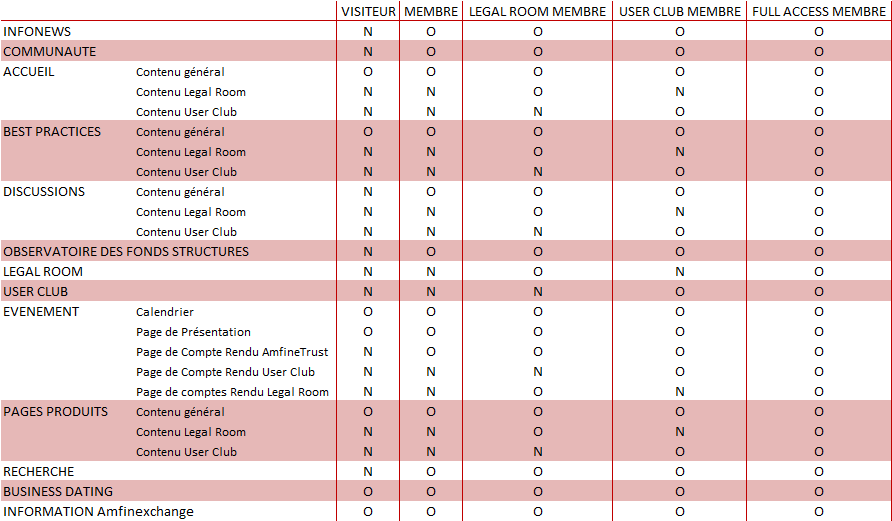 VISITEUR MEMBRE LEGAL ROOM MEMBRE USER CLUB MEMBRE FULL ACCESS MEMBRE
INFONEWS N O O O O
COMMUNAUTE N O O O O
ACCUEIL Contenu général O O O O O
Contenu Legal Room N N O N O
Contenu User Club N N N O O
BEST PRACTICES Contenu général O O O O O
Contenu Legal Room N N O N O
Contenu User Club N N N O O
DISCUSSIONS Contenu général N O O O O
Contenu Legal Room N N O N O
Contenu User Club N N N O O
OBSERVATOIRE DES FONDS STRUCTURES N O O O O
LEGAL ROOM N N O N O
USER CLUB N N N O O
EVENEMENT Calendrier O O O O O
Page de Présentation O O O O O
Page de Compte Rendu AmfineTrust N O O O O
Page de Compte Rendu User Club N N N O O
Page de comptes Rendu Legal Room N N O N O
PAGES PRODUITS Contenu général O O O O O
Contenu Legal Room N N O N O
Contenu User Club N N N O O
RECHERCHE N O O O O
BUSINESS DATING O O O O O
INFORMATION Amfinexchange O O O O O